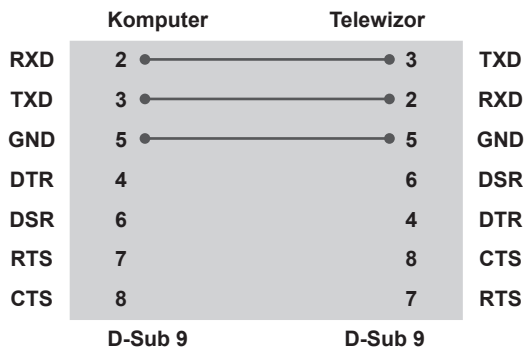 Komputer Telewizor
RXD 2 3 TXD
TXD 3 2 RXD
GND 5 5 GND
DTR 4 6 DSR
DSR 6 4 DTR
RTS 7 8 CTS
CTS 8 7 RTS
D-Sub 9 D-Sub 9